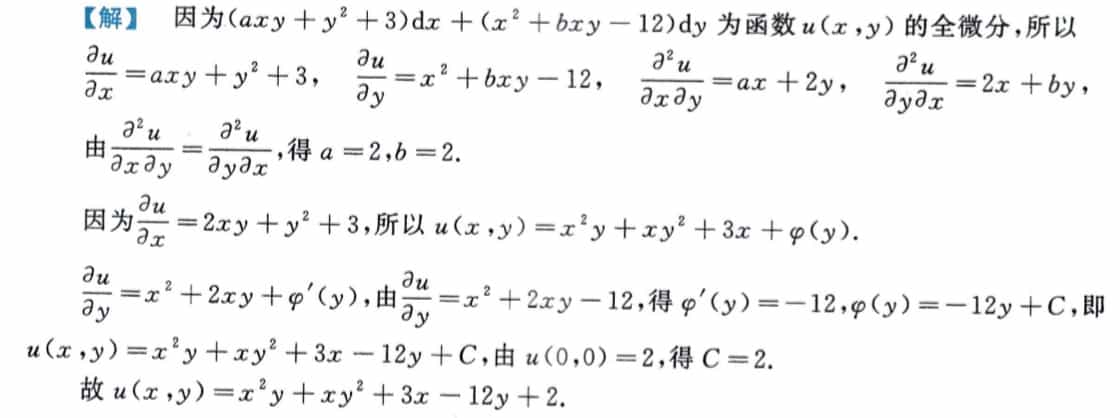 【解】 因为(axy+y²+3)dx+(x²+bxy−12)dy 为函数 u(x,y) 的全微分,所以
∂u/∂x=axy+y²+3, ∂u/∂y=x²+bxy−12, ∂²u/∂x∂y=ax+2y, ∂²u/∂y∂x=2x+by,
由∂²u/∂x∂y=∂²u/∂y∂x,得 a=2,b=2.
因为∂u/∂x=2xy+y²+3,所以 u(x,y)=x²y+xy²+3x+φ(y).
∂u/∂y=x²+2xy+φ′(y),由∂u/∂y=x²+2xy−12,得 φ′(y)=−12,φ(y)=−12y+C,即
u(x,y)=x²y+xy²+3x−12y+C,由 u(0,0)=2,得 C=2.
故 u(x,y)=x²y+xy²+3x−12y+2.